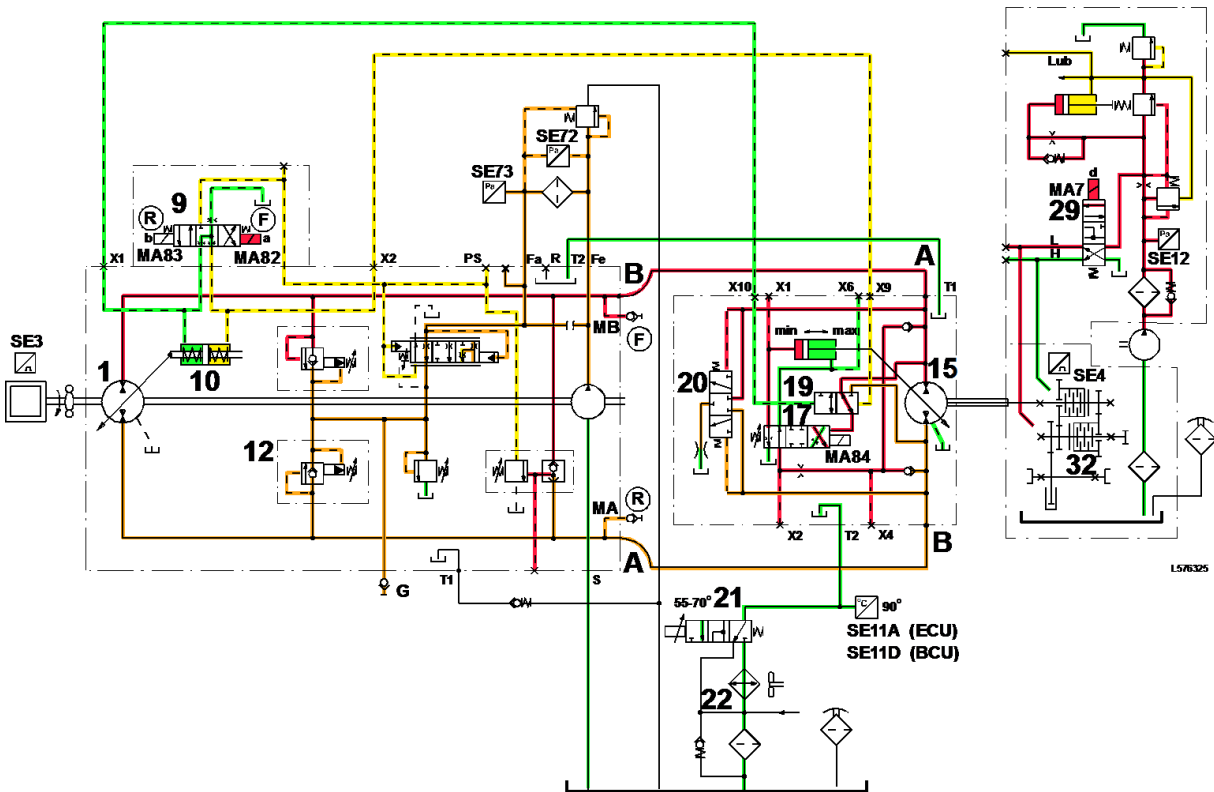 Lub
SE72
Pa
SE73
Pa
MA7
d
29
9
R
F
b
a
MA83
MA82
L
H
Pa
SE12
X1
X2
PS
Fa
R
T2
Fe
B
A
X10
X1
X6
X9
T1
MB
F
min
max
SE3
1
10
20
19
15
17
MA84
SE4
32
12
MA
R
X2
T2
X4
B
A
G
T1
S
L576325
55-70°
21
°C
90°
SE11A (ECU)
SE11D (BCU)
22